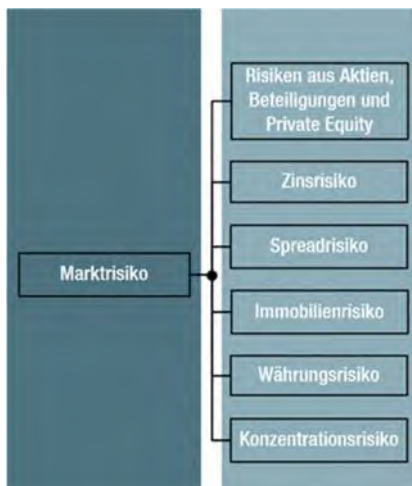 Risiken aus Aktien,
Beteiligungen und
Private Equity
Zinsrisiko
Spreadrisiko
Marktrisiko
Immobilienrisiko
Währungsrisiko
Konzentrationsrisiko